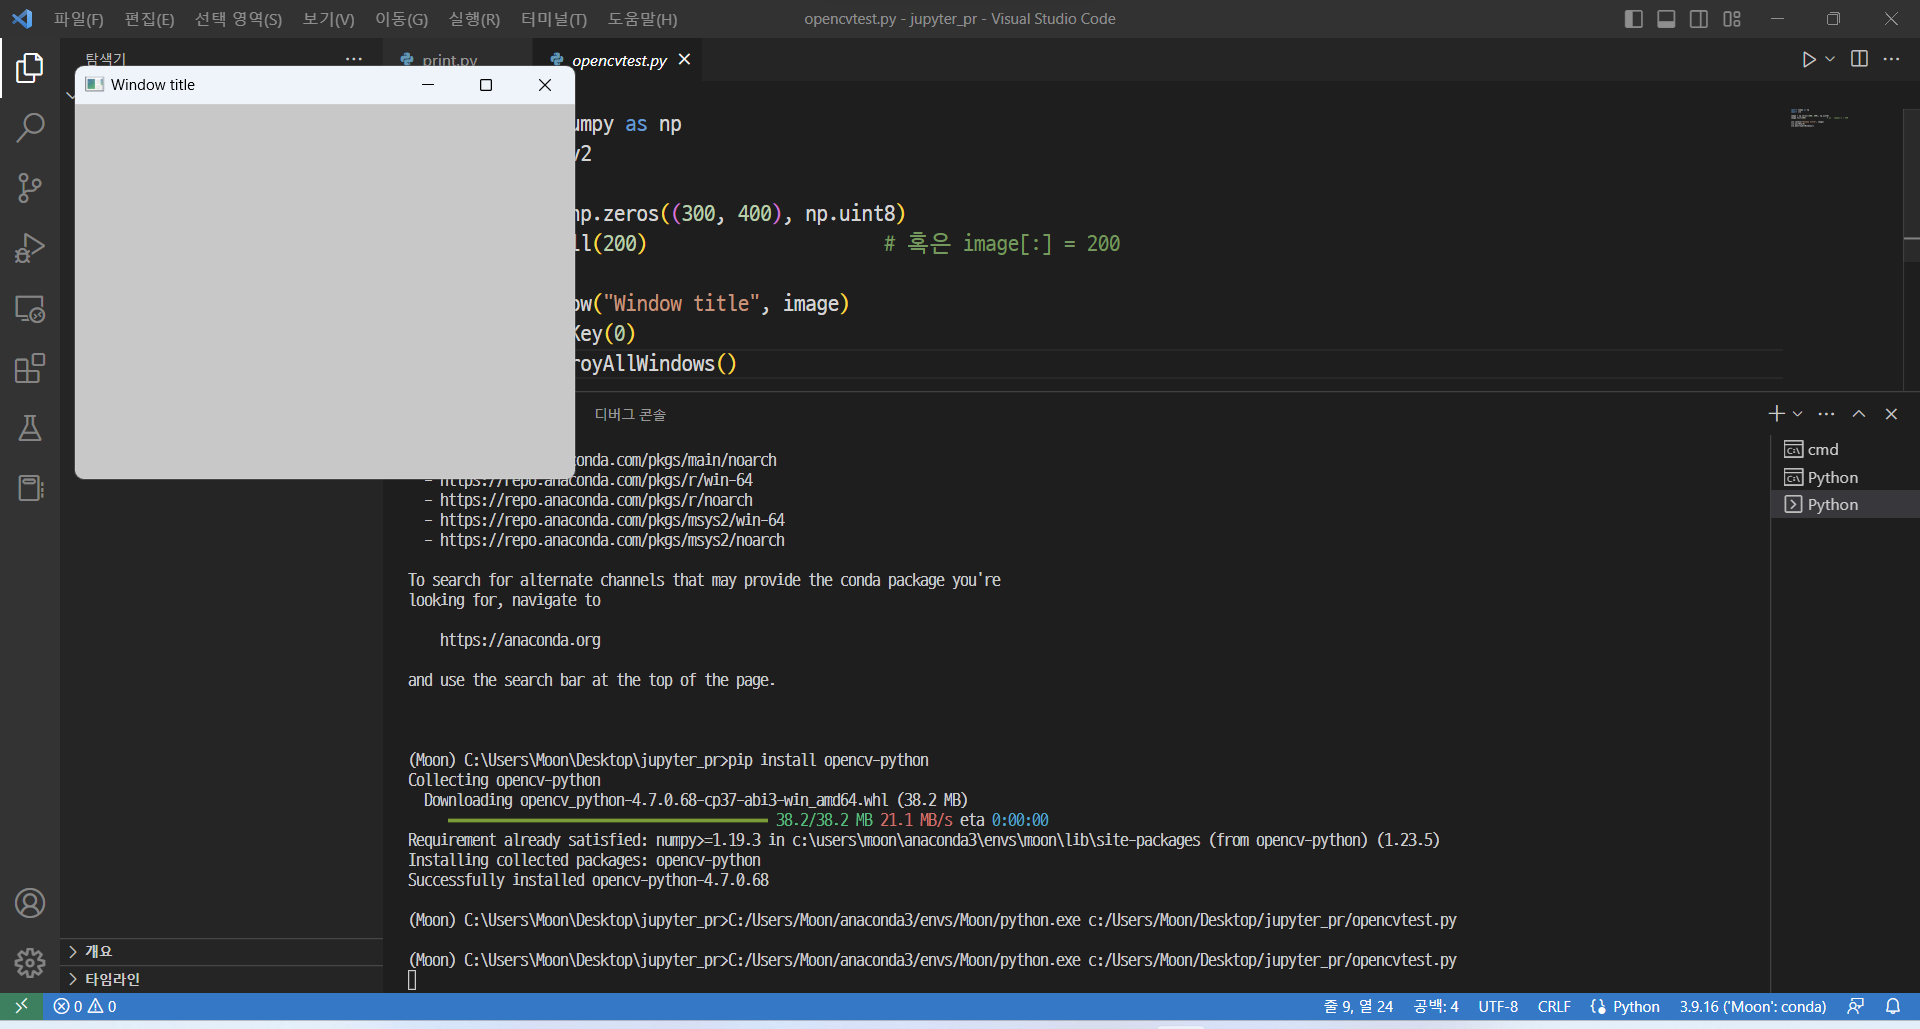 파일(F) 편집(E) 선택 영역(S) 보기(V) 이동(G) 실행(R) 터미널(T) 도움말(H) opencvtest.py - jupyter_pr - Visual Studio Code
탐색기
print.py opencvtest.py
Window title
umpy as np
v2
np.zeros((300, 400), np.uint8)
ll(200) # 혹은 image[:] = 200
ow("Window title", image)
Key(0)
royAllWindows()
디버그 콘솔
cmd
Python
Python
onda.com/pkgs/main/noarch
- https://repo.anaconda.com/pkgs/r/win-64
- https://repo.anaconda.com/pkgs/r/noarch
- https://repo.anaconda.com/pkgs/msys2/win-64
- https://repo.anaconda.com/pkgs/msys2/noarch
To search for alternate channels that may provide the conda package you're
looking for, navigate to
https://anaconda.org
and use the search bar at the top of the page.
(Moon) C:\Users\Moon\Desktop\jupyter_pr>pip install opencv-python
Collecting opencv-python
Downloading opencv_python-4.7.0.68-cp37-abi3-win_amd64.whl (38.2 MB)
38.2/38.2 MB 21.1 MB/s eta 0:00:00
Requirement already satisfied: numpy>=1.19.3 in c:\users\moon\anaconda3\envs\moon\lib\site-packages (from opencv-python) (1.23.5)
Installing collected packages: opencv-python
Successfully installed opencv-python-4.7.0.68
(Moon) C:\Users\Moon\Desktop\jupyter_pr>C:/Users/Moon/anaconda3/envs/Moon/python.exe c:/Users/Moon/Desktop/jupyter_pr/opencvtest.py
(Moon) C:\Users\Moon\Desktop\jupyter_pr>C:/Users/Moon/anaconda3/envs/Moon/python.exe c:/Users/Moon/Desktop/jupyter_pr/opencvtest.py
개요
타임라인
0 0 줄 9, 열 24 공백: 4 UTF-8 CRLF Python 3.9.16 ('Moon': conda)